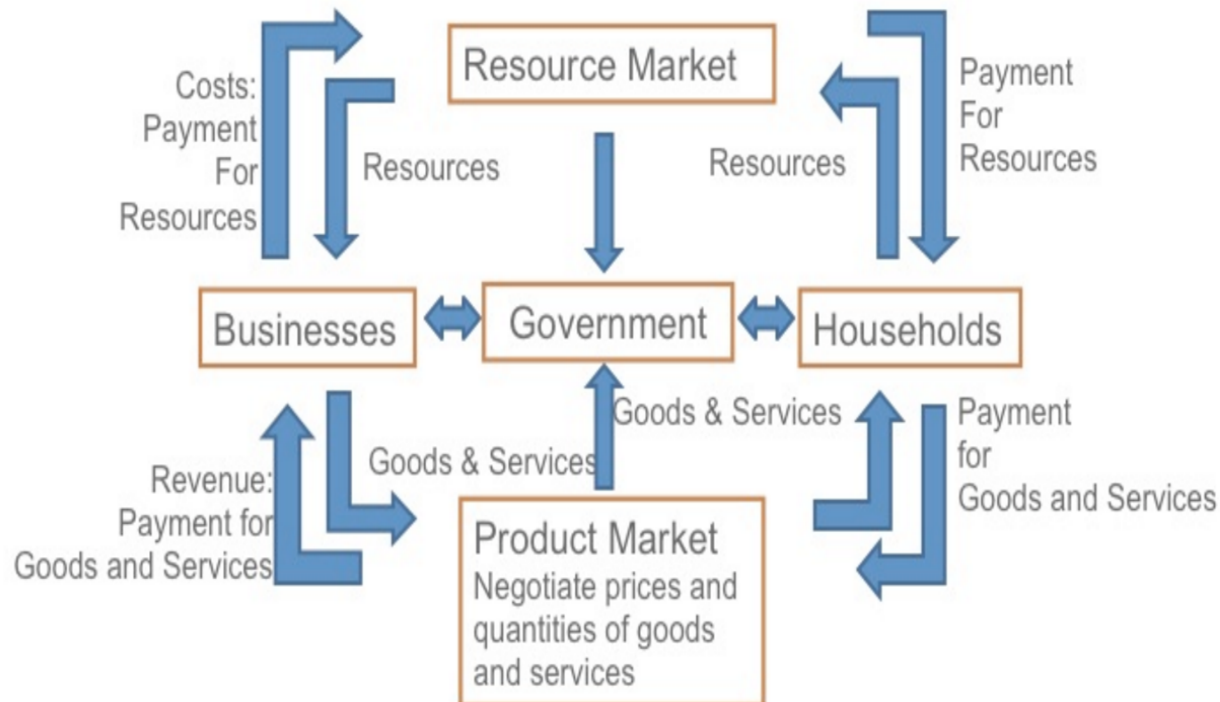 Resource Market
Costs:
Payment
For
Resources
Resources
Resources
Payment
For
Resources
Businesses
Government
Households
Revenue:
Payment for
Goods and Services
Goods & Services
Goods & Services
Payment
for
Goods and Services
Product Market
Negotiate prices and
quantities of goods
and services